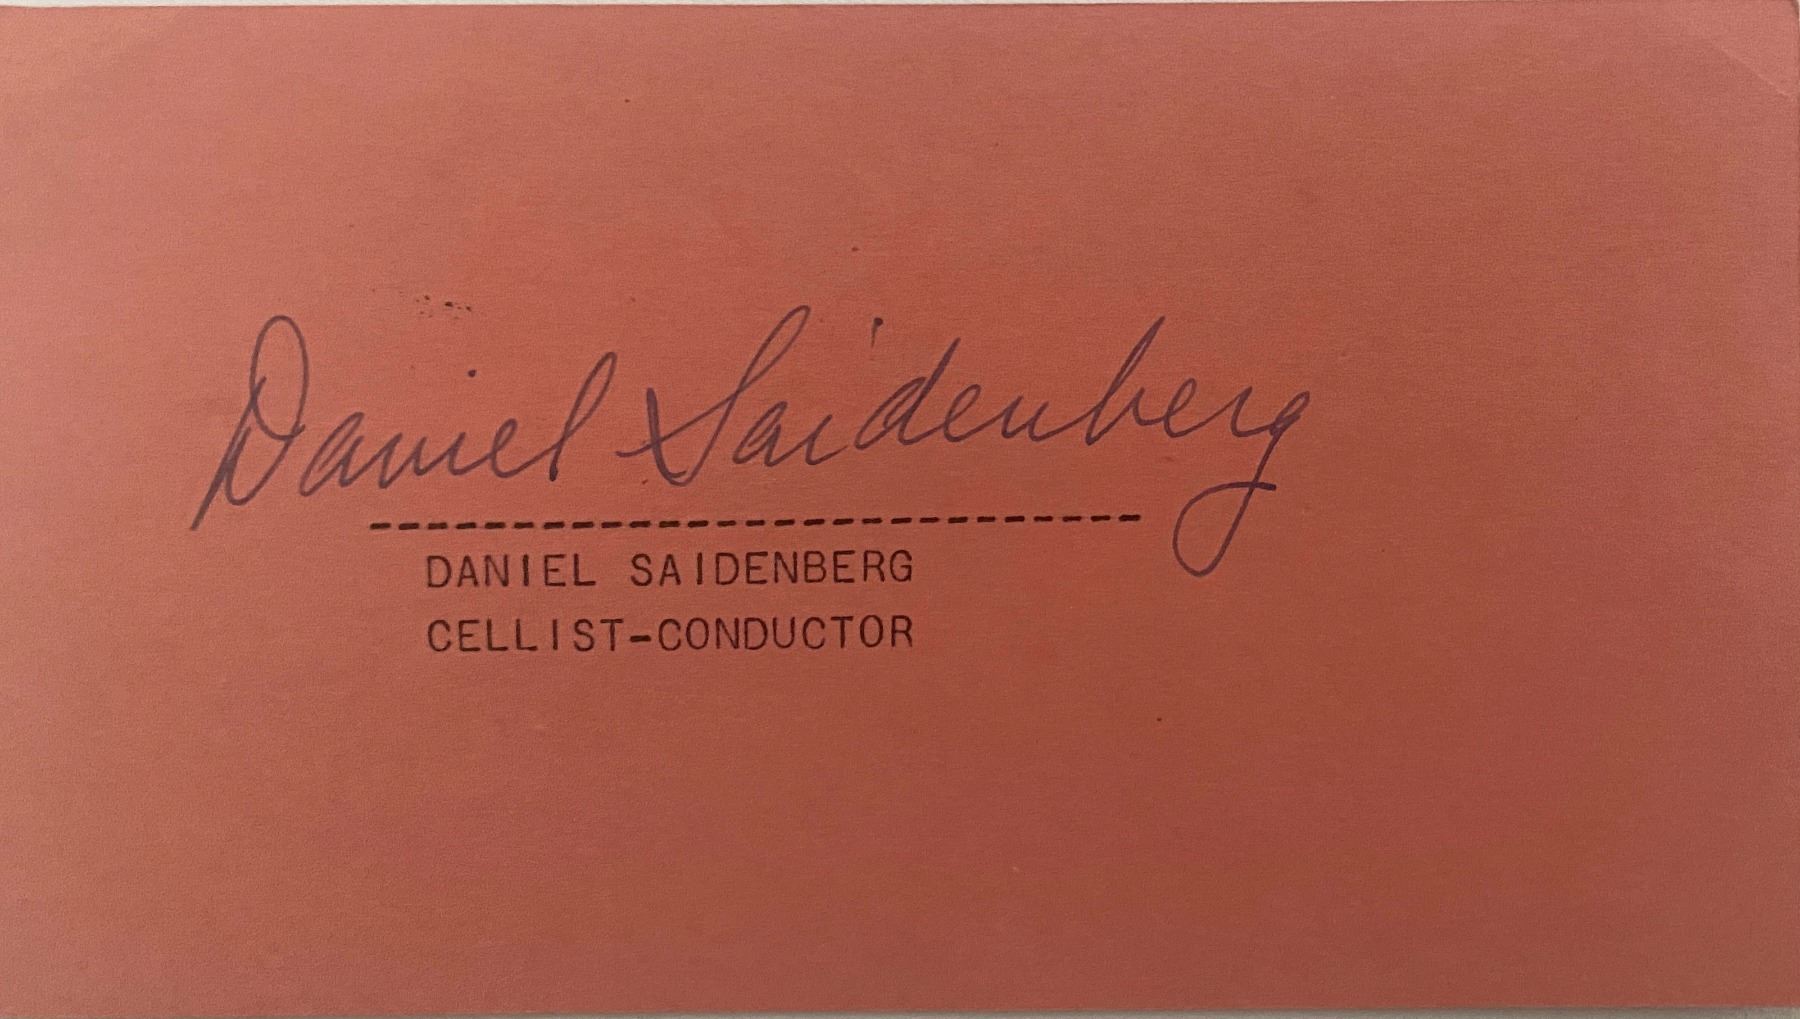 Daniel Saidenberg
---------------------------
DANIEL SAIDENBERG
CELLIST-CONDUCTOR